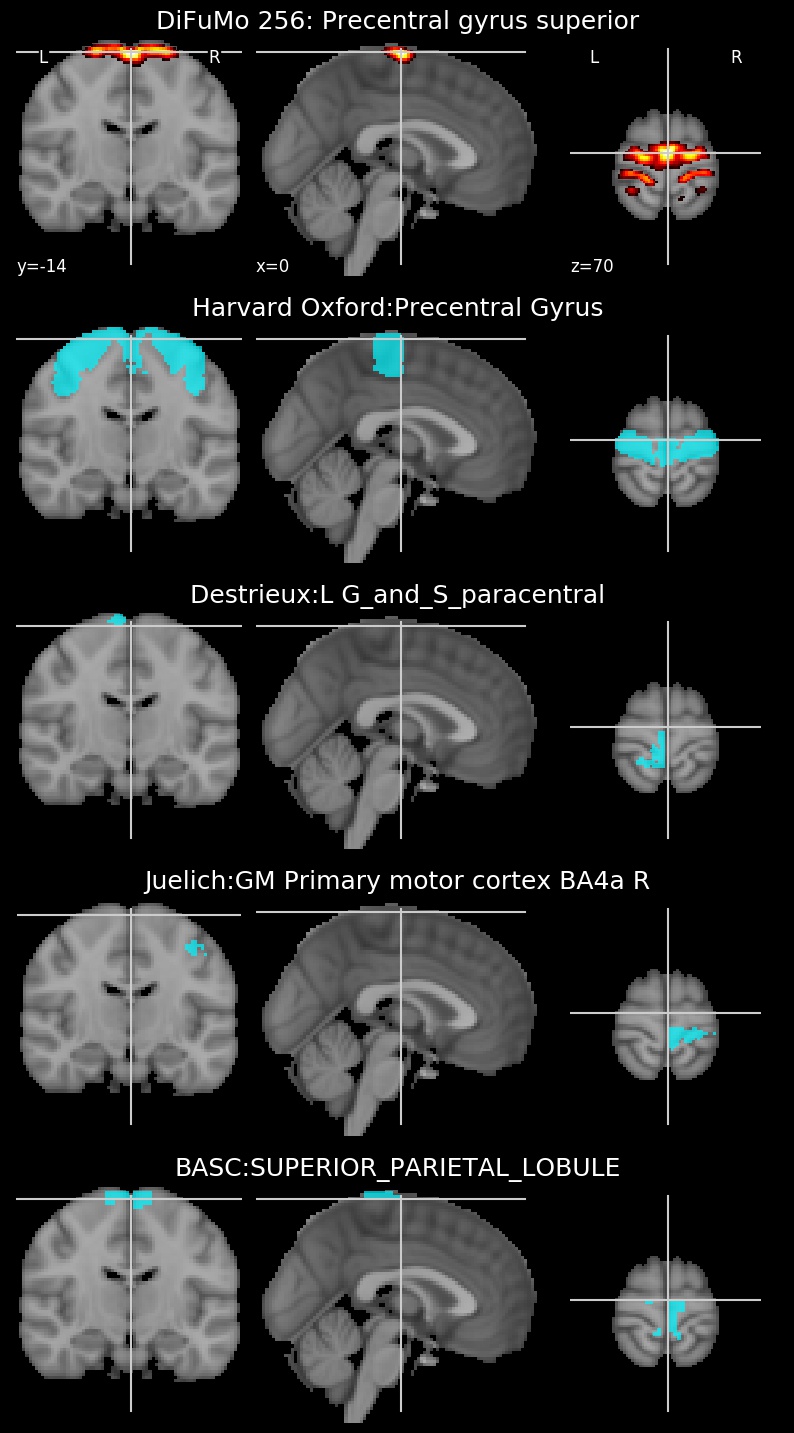 DiFuMo 256: Precentral gyrus superior
L R L R
y=-14 x=0 z=70
Harvard Oxford:Precentral Gyrus
Destrieux:L G_and_S_paracentral
Juelich:GM Primary motor cortex BA4a R
BASC:SUPERIOR_PARIETAL_LOBULE